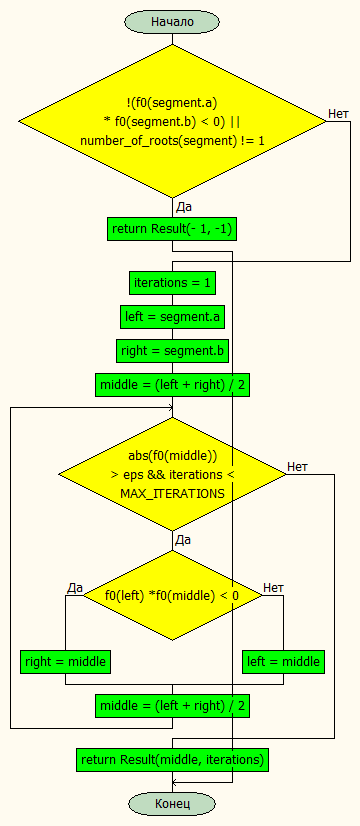 Начало
!(f0(segment.a)
* f0(segment.b) < 0) ||
number_of_roots(segment) != 1
Нет
Да
return Result(- 1, -1)
iterations = 1
left = segment.a
right = segment.b
middle = (left + right) / 2
abs(f0(middle))
> eps && iterations <
MAX_ITERATIONS
Нет
Да
f0(left) *f0(middle) < 0
Да
Нет
right = middle
left = middle
middle = (left + right) / 2
return Result(middle, iterations)
Конец